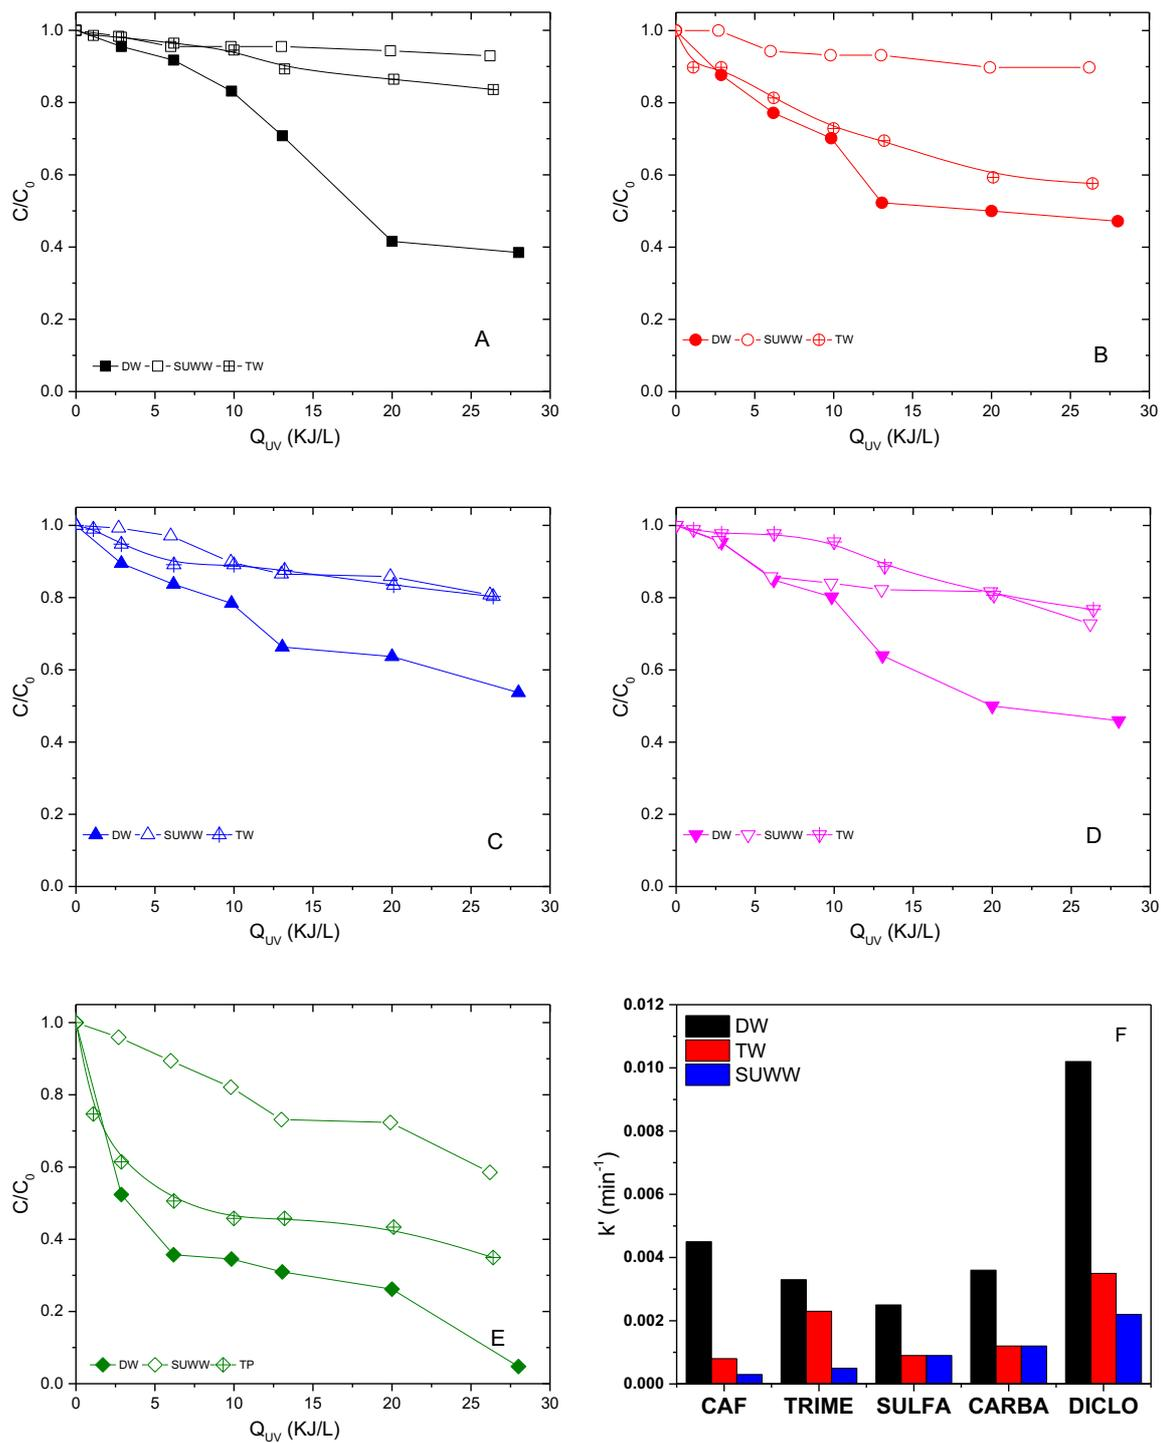 1.0
0.8
0.6
0.4
0.2
0.0
C/C0
DW SUWW TW
A
0 5 10 15 20 25 30
QUV (KJ/L)
1.0
0.8
0.6
0.4
0.2
0.0
C/C0
DW SUWW TW
B
0 5 10 15 20 25 30
QUV (KJ/L)
1.0
0.8
0.6
0.4
0.2
0.0
C/C0
DW SUWW TW
C
0 5 10 15 20 25 30
QUV (KJ/L)
1.0
0.8
0.6
0.4
0.2
0.0
C/C0
DW SUWW TW
D
0 5 10 15 20 25 30
QUV (KJ/L)
1.0
0.8
0.6
0.4
0.2
0.0
C/C0
E
DW SUWW TP
0 5 10 15 20 25 30
QUV (KJ/L)
0.012
0.010
0.008
0.006
0.004
0.002
0.000
k' (min-1)
DW
TW
SUWW
F
CAF TRIME SULFA CARBA DICLO